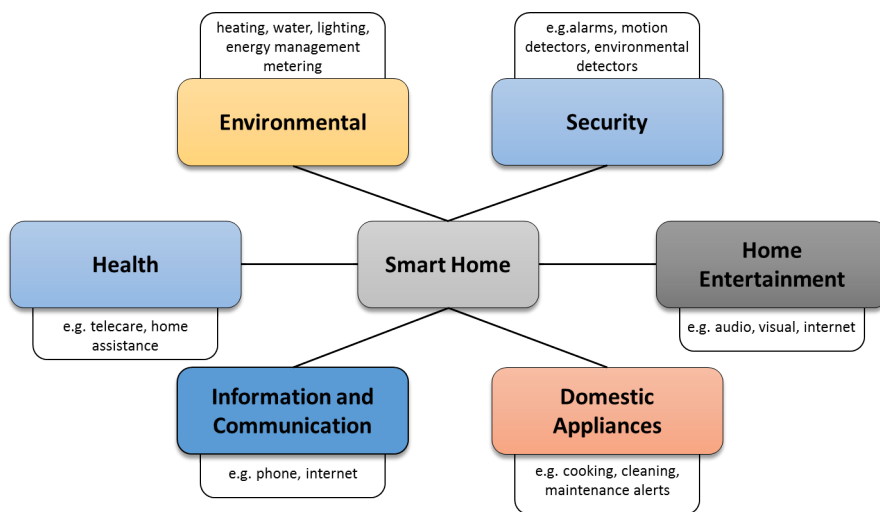 heating, water, lighting,
energy management
metering
Environmental
e.g.alarms, motion
detectors, environmental
detectors
Security
Health
e.g. telecare, home
assistance
Smart Home
Home
Entertainment
e.g. audio, visual, internet
Information and
Communication
e.g. phone, internet
Domestic
Appliances
e.g. cooking, cleaning,
maintenance alerts